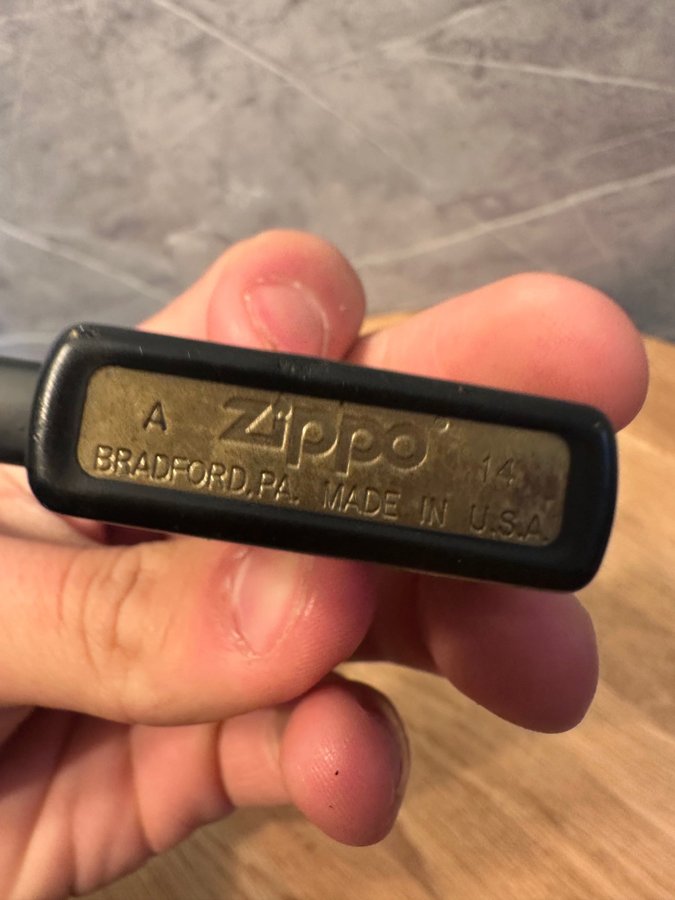 A Zippo® 14
BRADFORD, PA. MADE IN U.S.A.